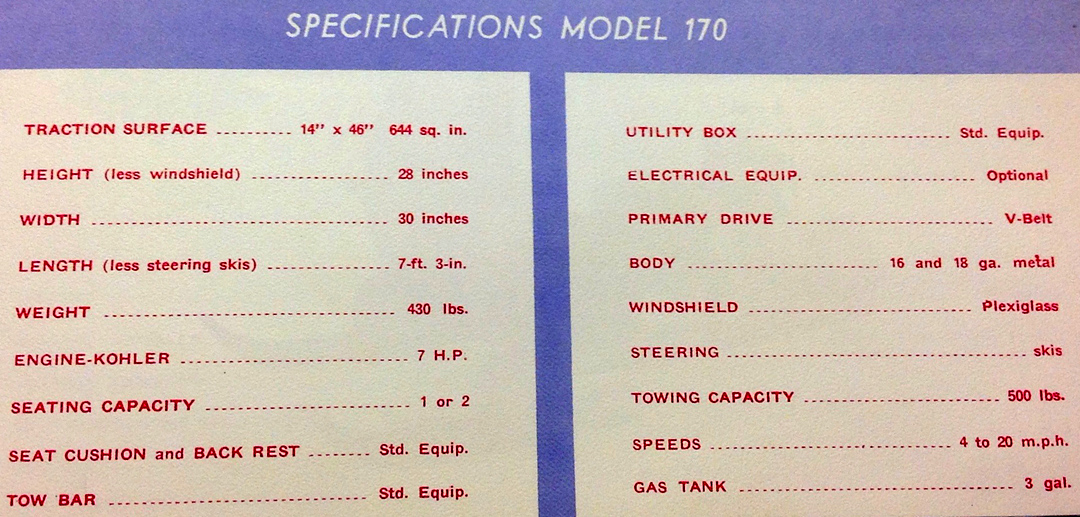 SPECIFICATIONS MODEL 170
TRACTION SURFACE .......... 14" x 46" 644 sq. in.
HEIGHT (less windshield) .......... 28 inches
WIDTH .......... 30 inches
LENGTH (less steering skis) .......... 7-ft. 3-in.
WEIGHT .......... 430 lbs.
ENGINE-KOHLER .......... 7 H.P.
SEATING CAPACITY .......... 1 or 2
SEAT CUSHION and BACK REST .......... Std. Equip.
TOW BAR .......... Std. Equip.
UTILITY BOX .......... Std. Equip.
ELECTRICAL EQUIP. .......... Optional
PRIMARY DRIVE .......... V-Belt
BODY .......... 16 and 18 ga. metal
WINDSHIELD .......... Plexiglass
STEERING .......... skis
TOWING CAPACITY .......... 500 lbs.
SPEEDS .......... 4 to 20 m.p.h.
GAS TANK .......... 3 gal.